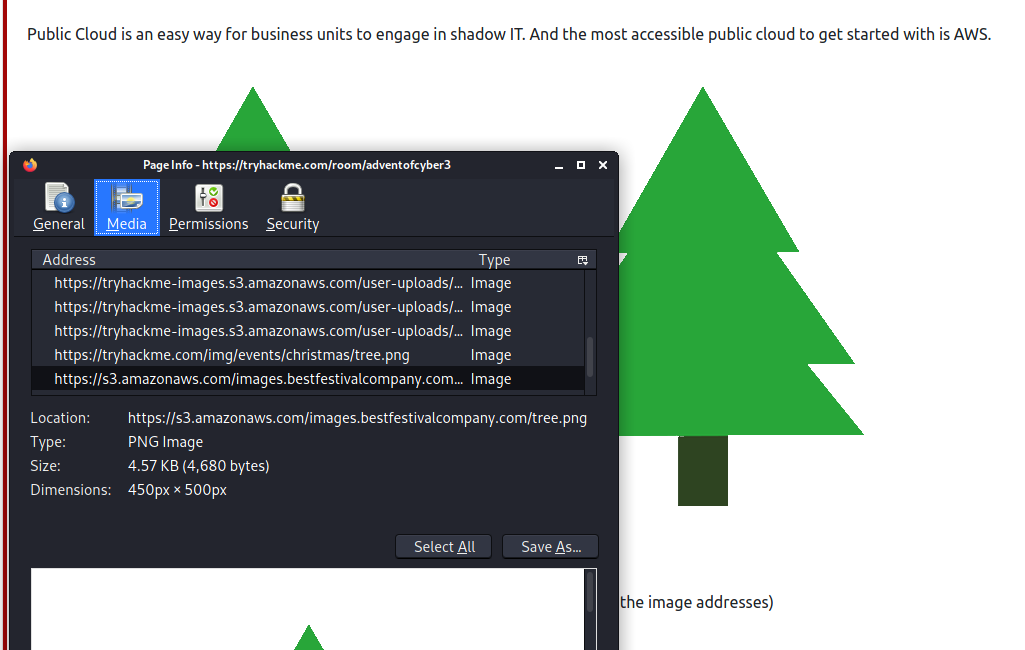 Public Cloud is an easy way for business units to engage in shadow IT. And the most accessible public cloud to get started with is AWS.
Page Info - https://tryhackme.com/room/adventofcyber3
General Media Permissions Security
Address Type
https://tryhackme-images.s3.amazonaws.com/user-uploads/... Image
https://tryhackme-images.s3.amazonaws.com/user-uploads/... Image
https://tryhackme-images.s3.amazonaws.com/user-uploads/... Image
https://tryhackme.com/img/events/christmas/tree.png Image
https://s3.amazonaws.com/images.bestfestivalcompany.com... Image
Location: https://s3.amazonaws.com/images.bestfestivalcompany.com/tree.png
Type: PNG Image
Size: 4.57 KB (4,680 bytes)
Dimensions: 450px × 500px
Select All Save As...
the image addresses)